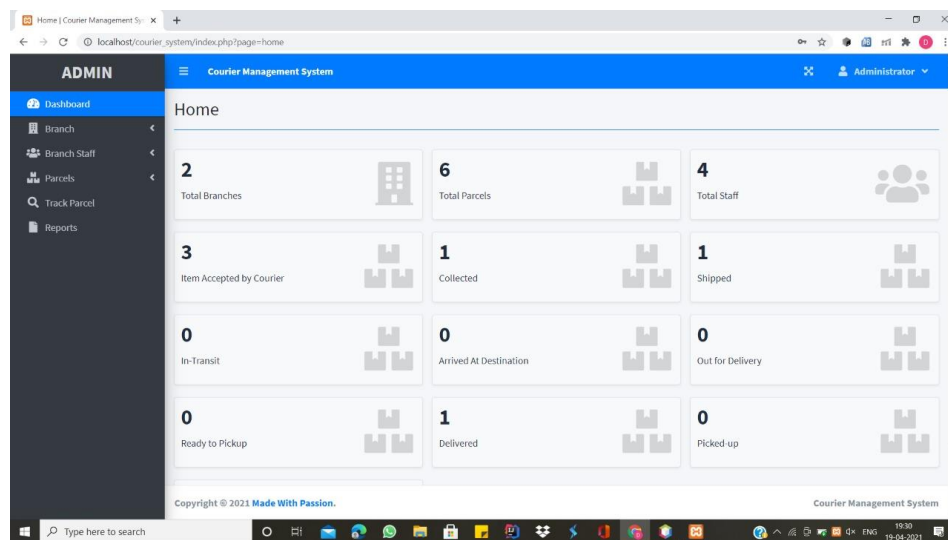 Home | Courier Management Sy
localhost/courier_system/index.php?page=home
ADMIN
Courier Management System
Administrator
Dashboard
Home
Branch
Branch Staff
Parcels
Track Parcel
Reports
2
6
4
Total Branches
Total Parcels
Total Staff
3
1
1
Item Accepted by Courier
Collected
Shipped
0
0
0
In-Transit
Arrived At Destination
Out for Delivery
0
1
0
Ready to Pickup
Delivered
Picked-up
Copyright © 2021 Made With Passion.
Courier Management System
Type here to search
ENG
19:30
19-04-2021